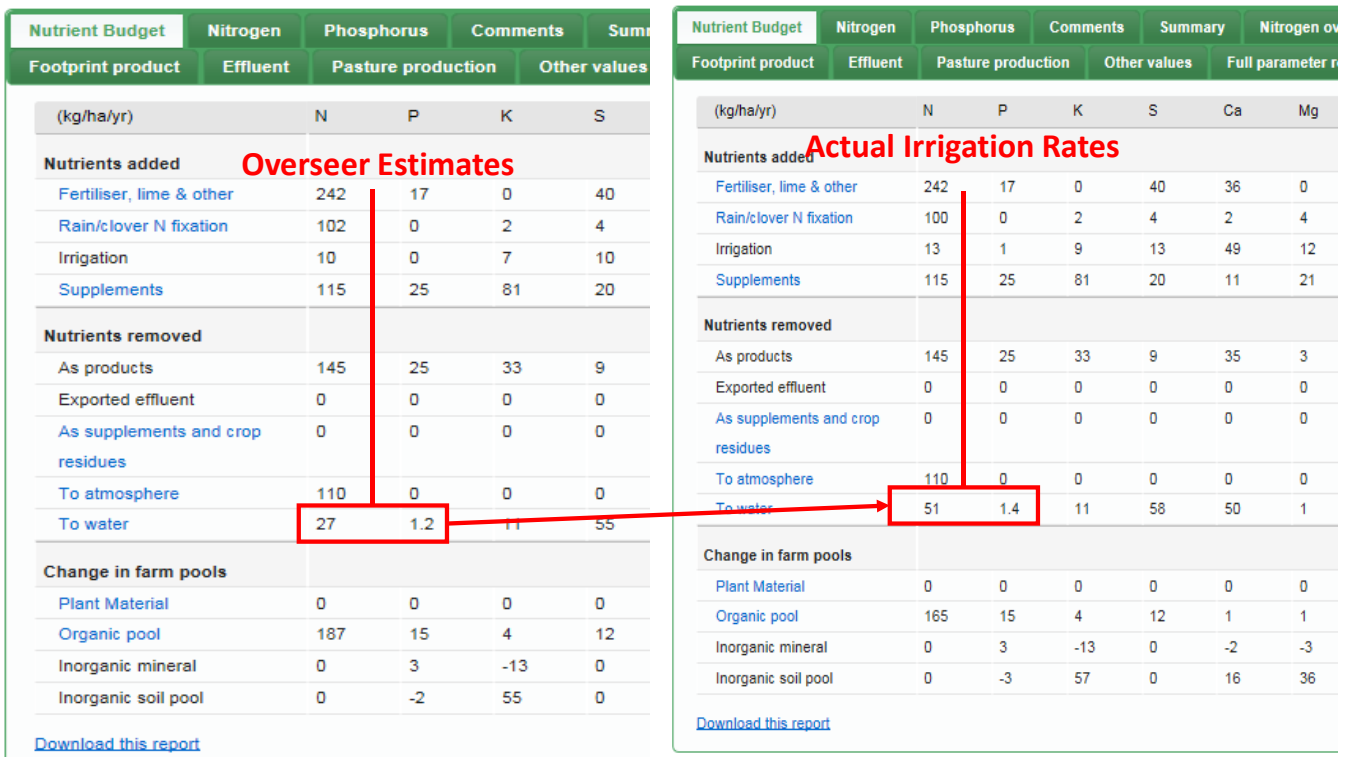 Nutrient Budget Nitrogen Phosphorus Comments Sum
Footprint product Effluent Pasture production Other values
(kg/ha/yr) N P K S
Nutrients added
Overseer Estimates
Fertiliser, lime & other 242 17 0 40
Rain/clover N fixation 102 0 2 4
Irrigation 10 0 7 10
Supplements 115 25 81 20
Nutrients removed
As products 145 25 33 9
Exported effluent 0 0 0 0
As supplements and crop 0 0 0 0
residues
To atmosphere 110 0 0 0
To water 27 1.2 11 55
Change in farm pools
Plant Material 0 0 0 0
Organic pool 187 15 4 12
Inorganic mineral 0 3 -13 0
Inorganic soil pool 0 -2 55 0
Download this report
Nutrient Budget Nitrogen Phosphorus Comments Summary Nitrogen ov
Footprint product Effluent Pasture production Other values Full parameter r
(kg/ha/yr) N P K S Ca Mg
Actual Irrigation Rates
Nutrients added
Fertiliser, lime & other 242 17 0 40 36 0
Rain/clover N fixation 100 0 2 4 2 4
Irrigation 13 1 9 13 49 12
Supplements 115 25 81 20 11 21
Nutrients removed
As products 145 25 33 9 35 3
Exported effluent 0 0 0 0 0 0
As supplements and crop 0 0 0 0 0 0
residues
To atmosphere 110 0 0 0 0 0
To water 51 1.4 11 58 50 1
Change in farm pools
Plant Material 0 0 0 0 0 0
Organic pool 165 15 4 12 1 1
Inorganic mineral 0 3 -13 0 -2 -3
Inorganic soil pool 0 -3 57 0 16 36
Download this report